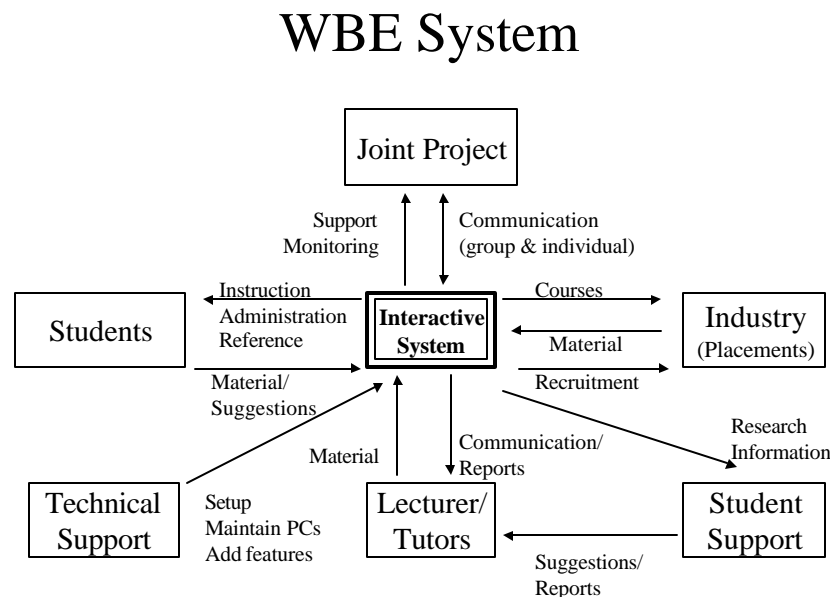 WBE System
Joint Project
Support
Monitoring
Communication
(group & individual)
Students
Instruction
Administration
Reference
Interactive
System
Courses
Material
Recruitment
Industry
(Placements)
Material/
Suggestions
Material
Communication/
Reports
Research
Information
Technical
Support
Setup
Maintain PCs
Add features
Lecturer/
Tutors
Student
Support
Suggestions/
Reports